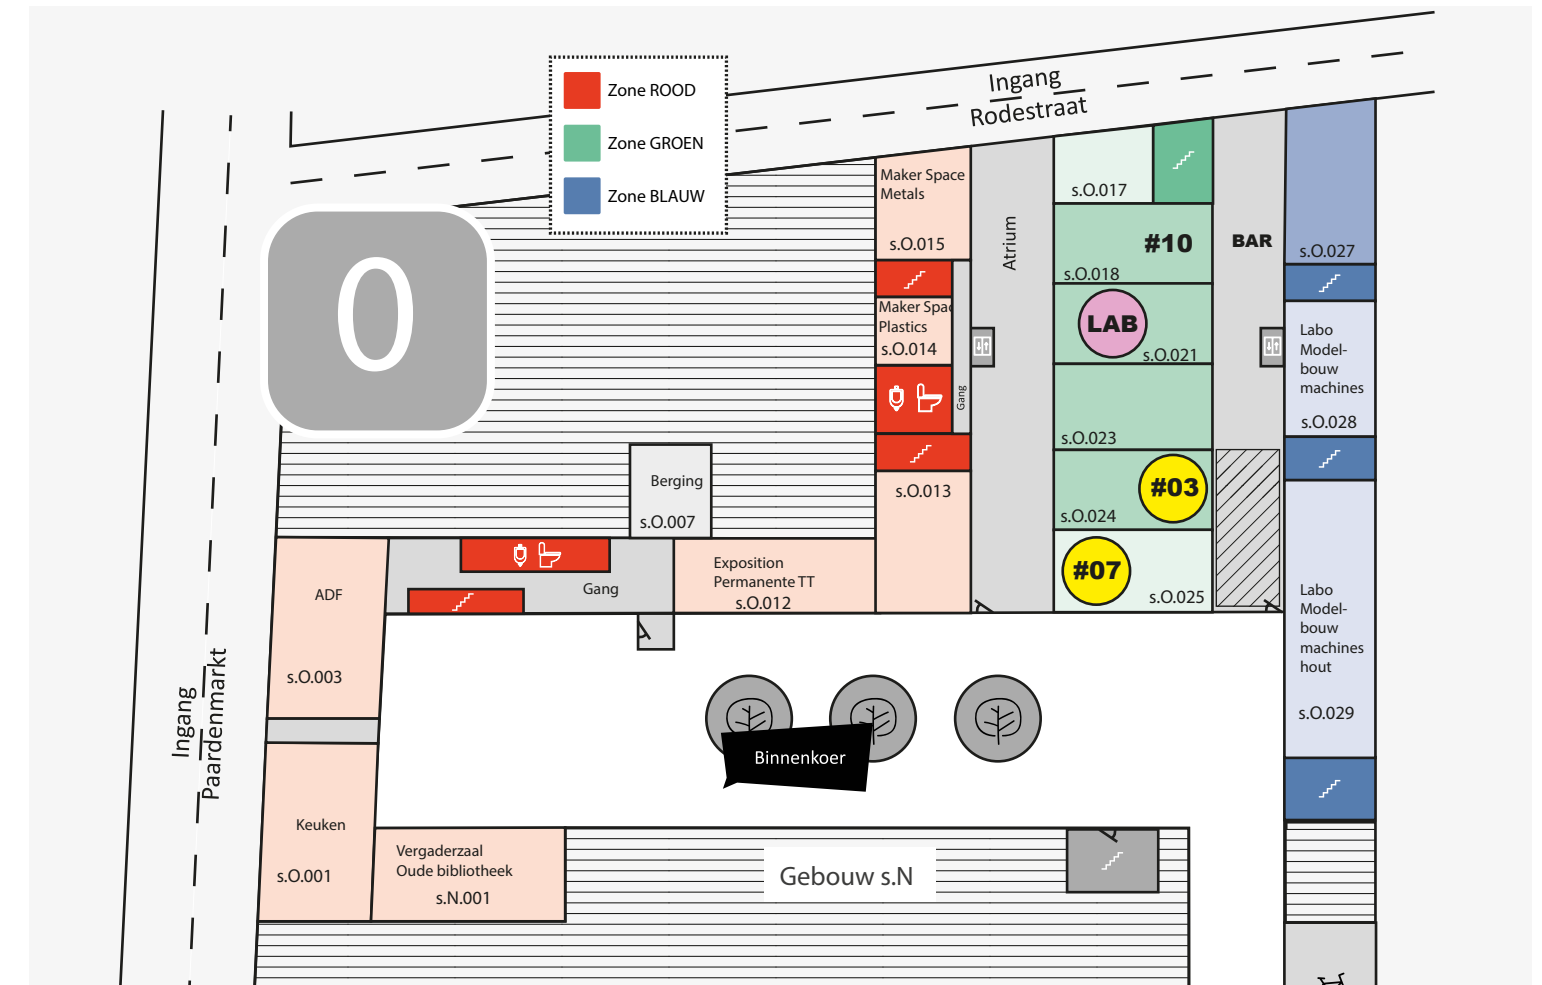 Zone ROOD
Zone GROEN
Zone BLAUW
Ingang
Rodestraat
0
Maker Space
Metals
s.O.015
Maker Spac
Plastics
s.O.014
Gang
s.O.013
Atrium
s.O.017
#10
s.O.018
LAB
s.O.021
s.O.023
#03
s.O.024
#07
s.O.025
BAR
s.O.027
Labo
Model-
bouw
machines
s.O.028
Labo
Model-
bouw
machines
hout
s.O.029
Berging
s.O.007
Gang
Exposition
Permanente TT
s.O.012
ADF
s.O.003
Ingang
Paardenmarkt
Keuken
s.O.001
Vergaderzaal
Oude bibliotheek
s.N.001
Binnenkoer
Gebouw s.N